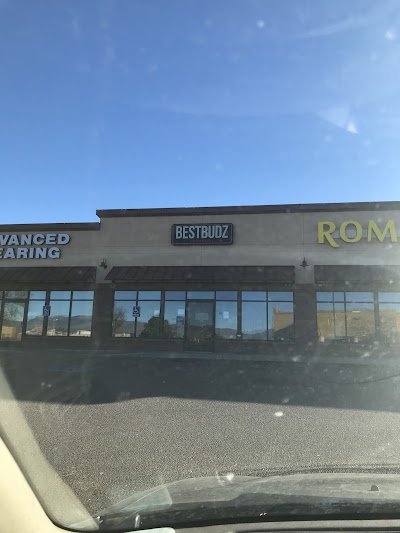 VANCED
EARING
BESTBUDZ
ROM